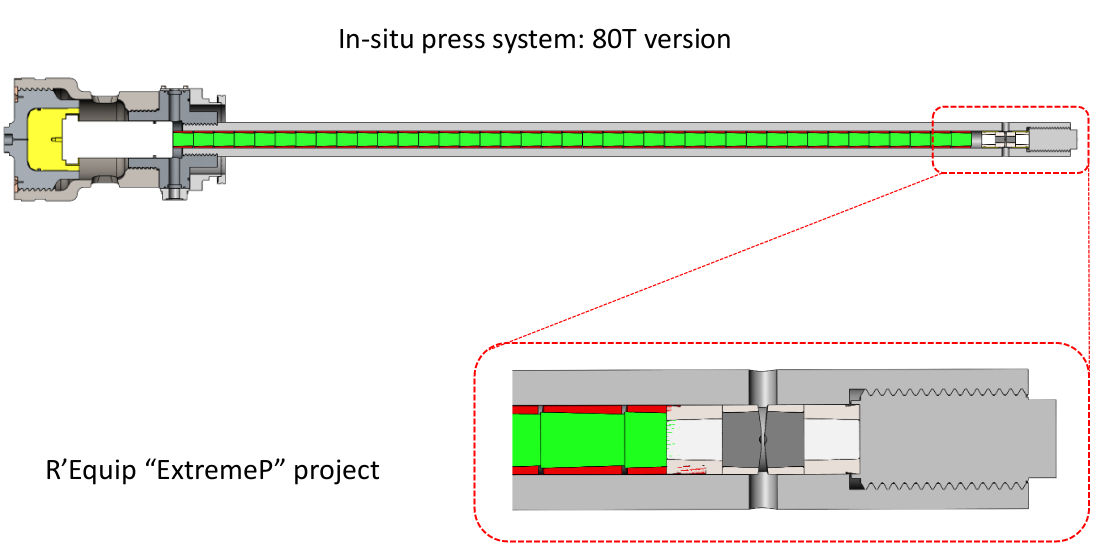 In-situ press system: 80T version
R’Equip “ExtremeP” project